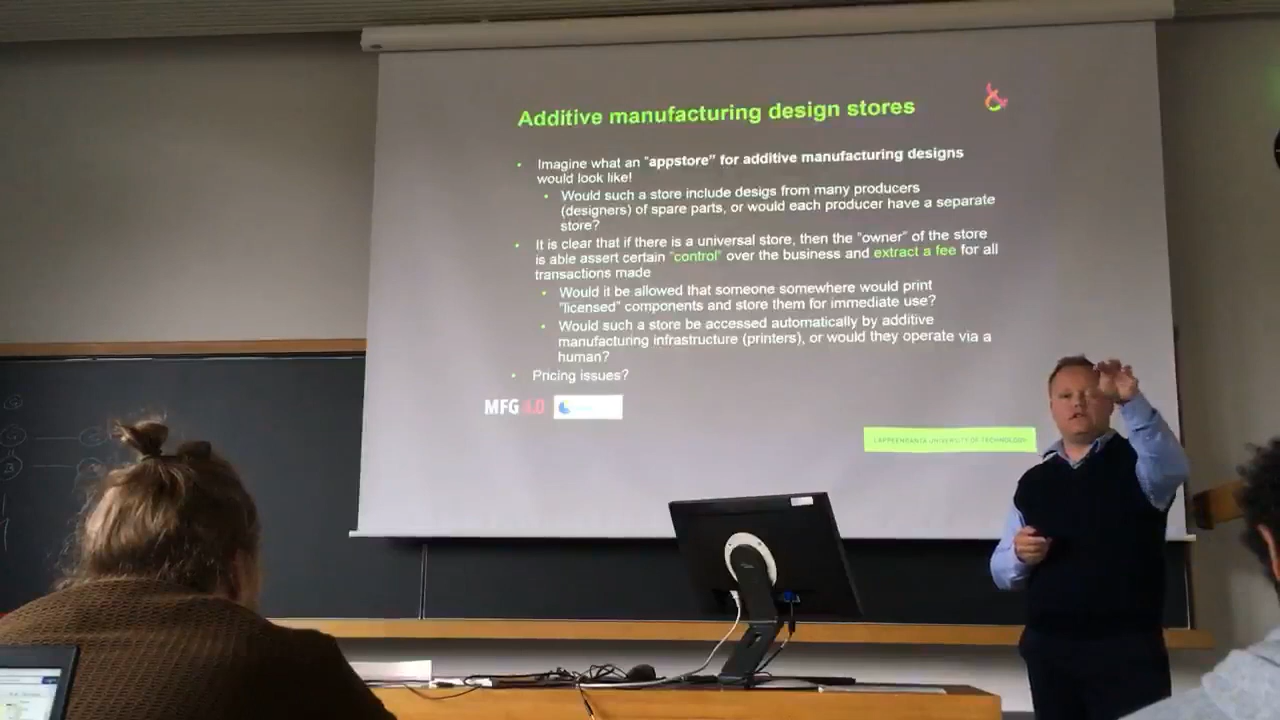 Additive manufacturing design stores
Imagine what an "appstore" for additive manufacturing designs
would look like!
Would such a store include desigs from many producers
(designers) of spare parts, or would each producer have a separate
store?
It is clear that if there is a universal store, then the "owner" of the store
is able assert certain "control" over the business and extract a fee for all
transactions made
Would it be allowed that someone somewhere would print
"licensed" components and store them for immediate use?
Would such a store be accessed automatically by additive
manufacturing infrastructure (printers), or would they operate via a
human?
Pricing issues?
MFG 4.0
LAPPEENRANTA UNIVERSITY OF TECHNOLOGY